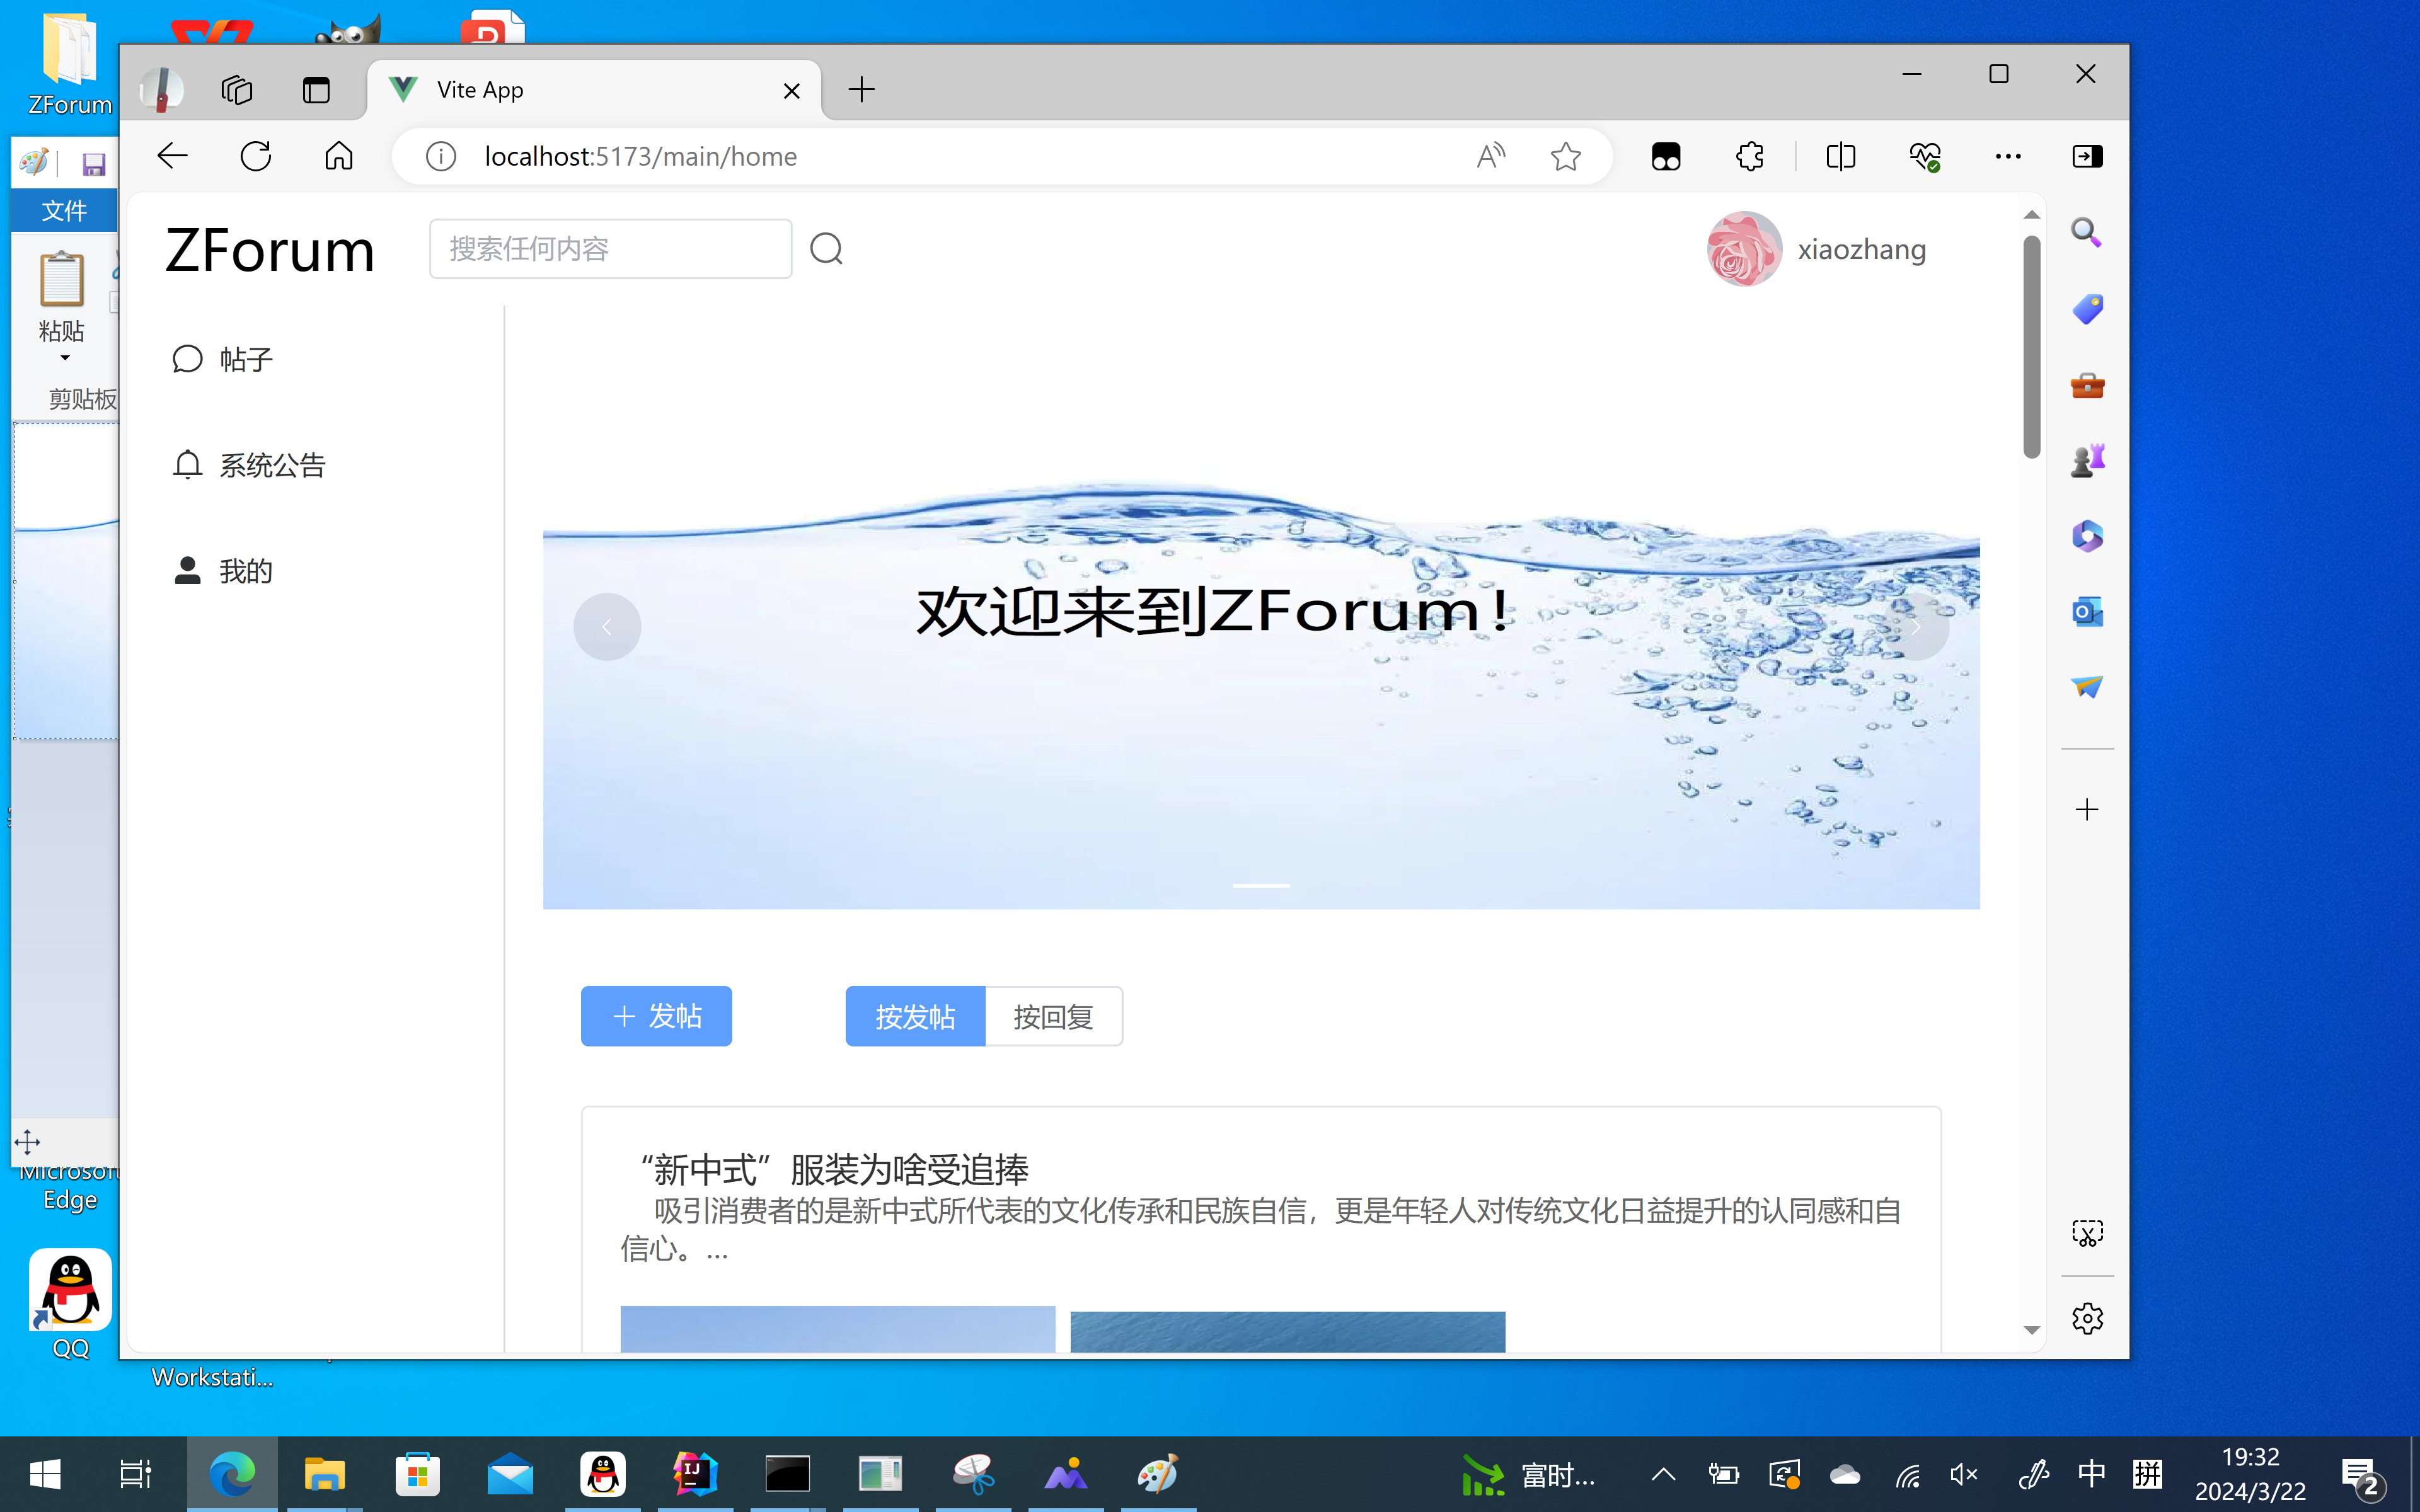 ZForum
Vite App
localhost:5173/main/home
文件
粘贴
剪贴板
ZForum
搜索任何内容
xiaozhang
帖子
系统公告
我的
欢迎来到ZForum！
发帖
按发帖
按回复
“新中式”服装为啥受追捧
吸引消费者的是新中式所代表的文化传承和民族自信，更是年轻人对传统文化日益提升的认同感和自
信心。...
Microsoft
Edge
QQ
Workstati...
富时...
中
拼
19:32
2024/3/22
2